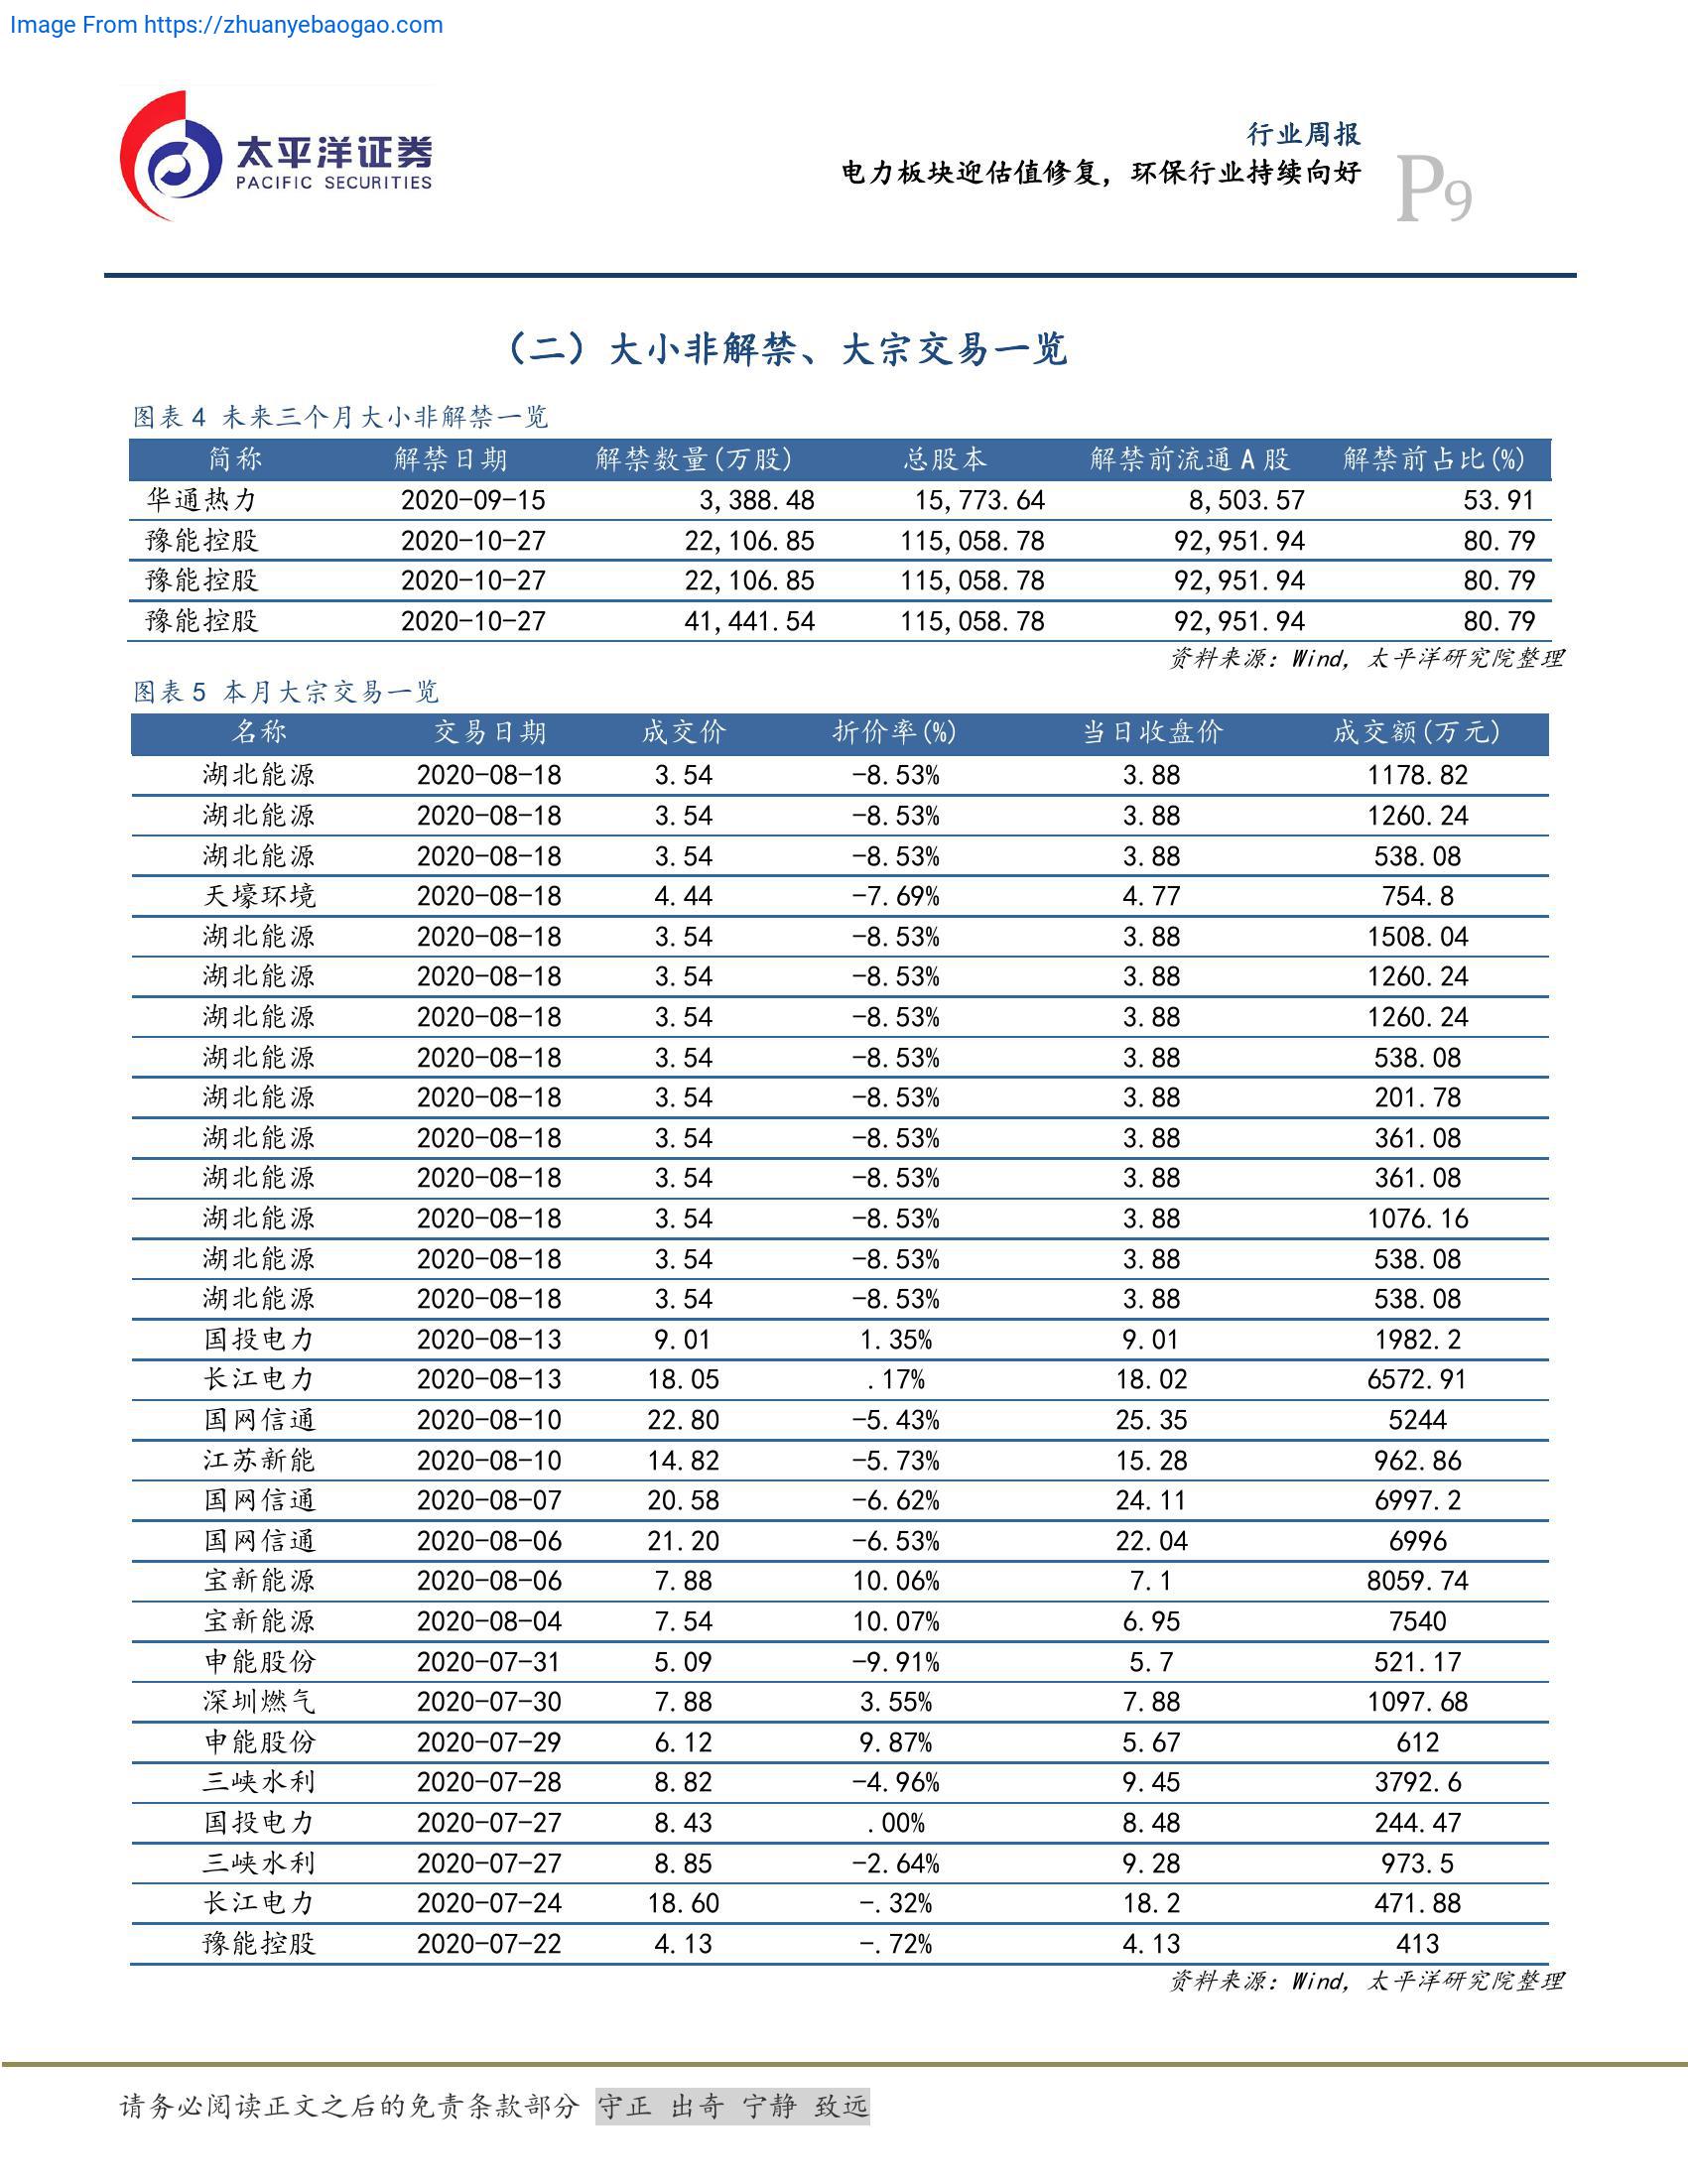 Image From https://zhuanyebaogao.com
太平洋证券
PACIFIC SECURITIES
行业周报
电力板块迎估值修复，环保行业持续向好
P9
（二）大小非解禁、大宗交易一览
图表 4 未来三个月大小非解禁一览
简称 解禁日期 解禁数量(万股) 总股本 解禁前流通 A 股 解禁前占比(%)
华通热力 2020-09-15 3,388.48 15,773.64 8,503.57 53.91
豫能控股 2020-10-27 22,106.85 115,058.78 92,951.94 80.79
豫能控股 2020-10-27 22,106.85 115,058.78 92,951.94 80.79
豫能控股 2020-10-27 41,441.54 115,058.78 92,951.94 80.79
资料来源：Wind，太平洋研究院整理
图表 5 本月大宗交易一览
名称 交易日期 成交价 折价率(%) 当日收盘价 成交额(万元)
湖北能源 2020-08-18 3.54 -8.53% 3.88 1178.82
湖北能源 2020-08-18 3.54 -8.53% 3.88 1260.24
湖北能源 2020-08-18 3.54 -8.53% 3.88 538.08
天壕环境 2020-08-18 4.44 -7.69% 4.77 754.8
湖北能源 2020-08-18 3.54 -8.53% 3.88 1508.04
湖北能源 2020-08-18 3.54 -8.53% 3.88 1260.24
湖北能源 2020-08-18 3.54 -8.53% 3.88 1260.24
湖北能源 2020-08-18 3.54 -8.53% 3.88 538.08
湖北能源 2020-08-18 3.54 -8.53% 3.88 201.78
湖北能源 2020-08-18 3.54 -8.53% 3.88 361.08
湖北能源 2020-08-18 3.54 -8.53% 3.88 361.08
湖北能源 2020-08-18 3.54 -8.53% 3.88 1076.16
湖北能源 2020-08-18 3.54 -8.53% 3.88 538.08
湖北能源 2020-08-18 3.54 -8.53% 3.88 538.08
国投电力 2020-08-13 9.01 1.35% 9.01 1982.2
长江电力 2020-08-13 18.05 .17% 18.02 6572.91
国网信通 2020-08-10 22.80 -5.43% 25.35 5244
江苏新能 2020-08-10 14.82 -5.73% 15.28 962.86
国网信通 2020-08-07 20.58 -6.62% 24.11 6997.2
国网信通 2020-08-06 21.20 -6.53% 22.04 6996
宝新能源 2020-08-06 7.88 10.06% 7.1 8059.74
宝新能源 2020-08-04 7.54 10.07% 6.95 7540
申能股份 2020-07-31 5.09 -9.91% 5.7 521.17
深圳燃气 2020-07-30 7.88 3.55% 7.88 1097.68
申能股份 2020-07-29 6.12 9.87% 5.67 612
三峡水利 2020-07-28 8.82 -4.96% 9.45 3792.6
国投电力 2020-07-27 8.43 .00% 8.48 244.47
三峡水利 2020-07-27 8.85 -2.64% 9.28 973.5
长江电力 2020-07-24 18.60 -.32% 18.2 471.88
豫能控股 2020-07-22 4.13 -.72% 4.13 413
资料来源：Wind，太平洋研究院整理
请务必阅读正文之后的免责条款部分 守正 出奇 宁静 致远